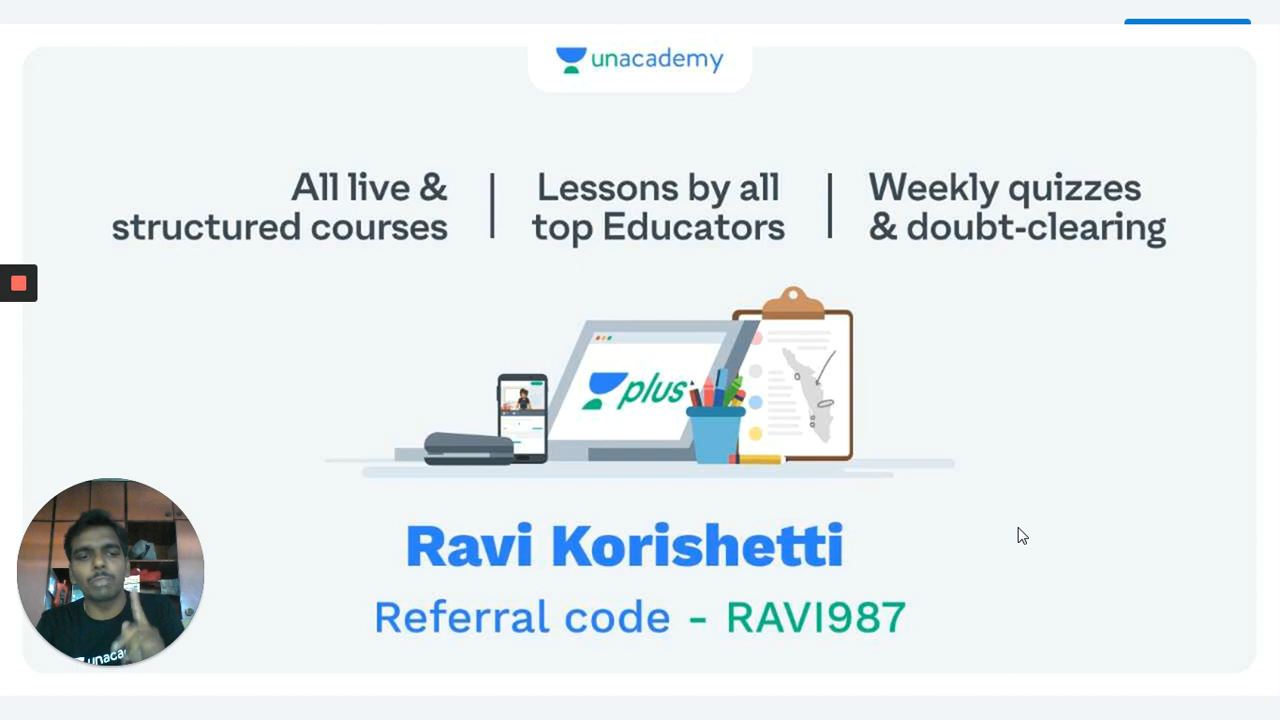 unacademy
All live &
structured courses
Lessons by all
top Educators
Weekly quizzes
& doubt-clearing
plus
Ravi Korishetti
Referral code - RAVI987
unaca